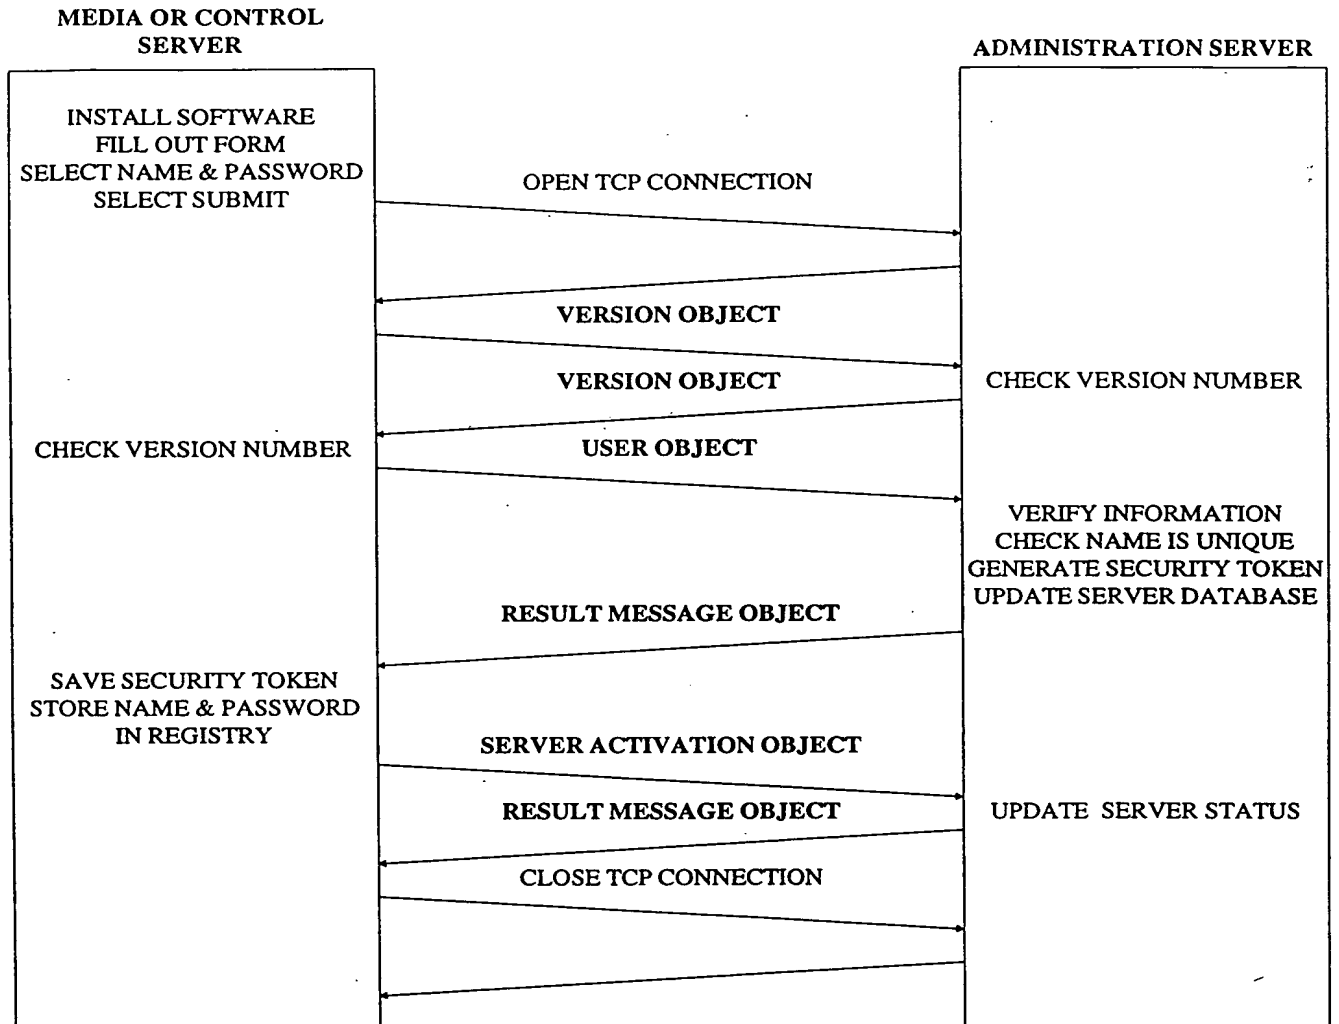 MEDIA OR CONTROL
SERVER
ADMINISTRATION SERVER
INSTALL SOFTWARE
FILL OUT FORM
SELECT NAME & PASSWORD
SELECT SUBMIT
OPEN TCP CONNECTION
VERSION OBJECT
VERSION OBJECT
CHECK VERSION NUMBER
CHECK VERSION NUMBER
USER OBJECT
VERIFY INFORMATION
CHECK NAME IS UNIQUE
GENERATE SECURITY TOKEN
UPDATE SERVER DATABASE
RESULT MESSAGE OBJECT
SAVE SECURITY TOKEN
STORE NAME & PASSWORD
IN REGISTRY
SERVER ACTIVATION OBJECT
RESULT MESSAGE OBJECT
UPDATE SERVER STATUS
CLOSE TCP CONNECTION